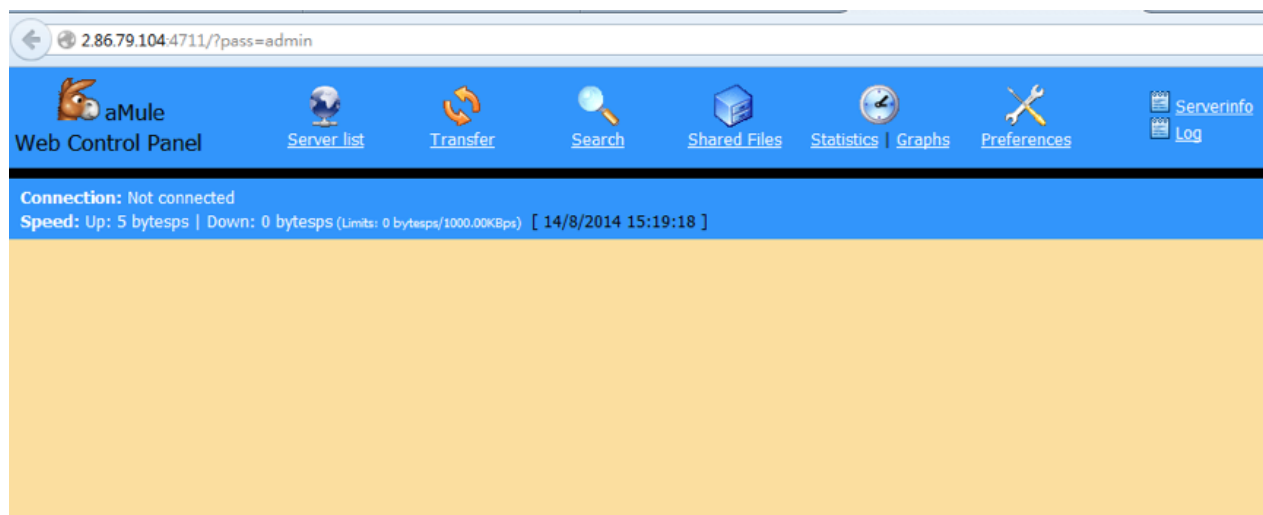 2.86.79.104:4711/?pass=admin
aMule
Web Control Panel
Server list
Transfer
Search
Shared Files
Statistics | Graphs
Preferences
Serverinfo
Log
Connection: Not connected
Speed: Up: 5 bytesps | Down: 0 bytesps (Limits: 0 bytesps/1000.00KBps) [ 14/8/2014 15:19:18 ]